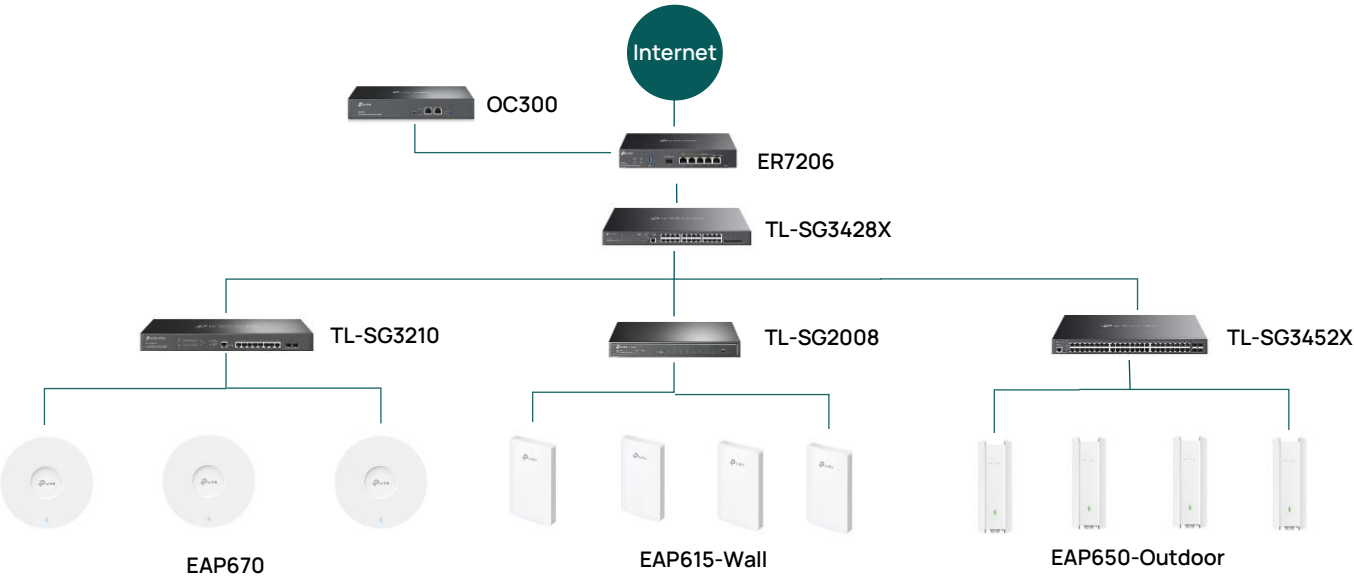 Internet
OC300
ER7206
TL-SG3428X
TL-SG3210
TL-SG2008
TL-SG3452X
EAP670
EAP615-Wall
EAP650-Outdoor